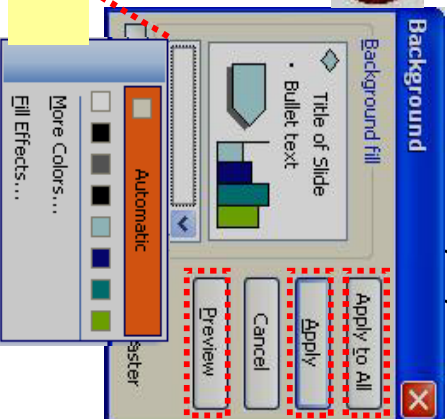 Background
Background fill
Title of Slide
• Bullet text
Apply to All
Apply
Cancel
Preview
Automatic
More Colors...
Fill Effects...
aster